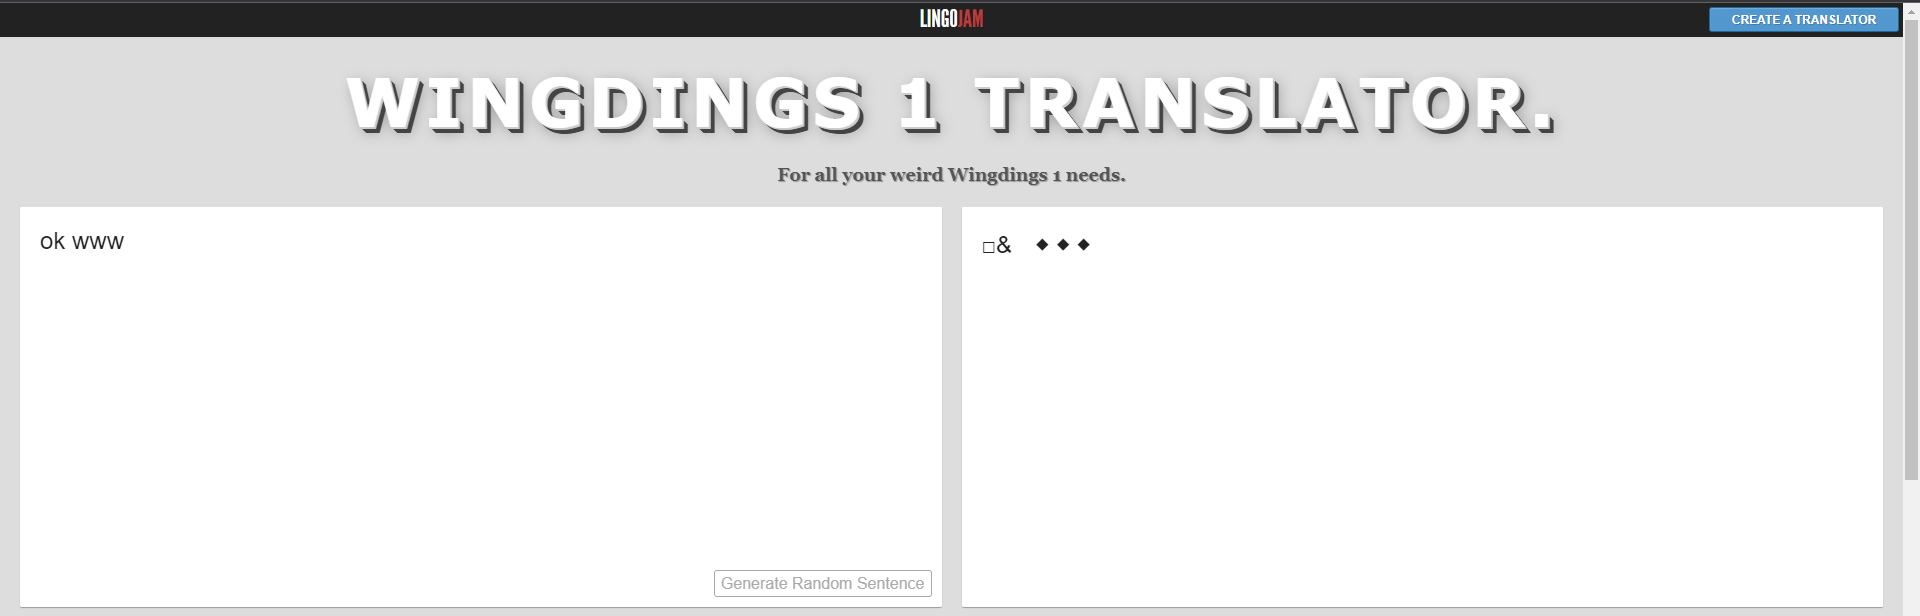 LINGOJAM
CREATE A TRANSLATOR
WINGDINGS 1 TRANSLATOR.
For all your weird Wingdings 1 needs.
ok www
□& ◆ ◆ ◆
Generate Random Sentence